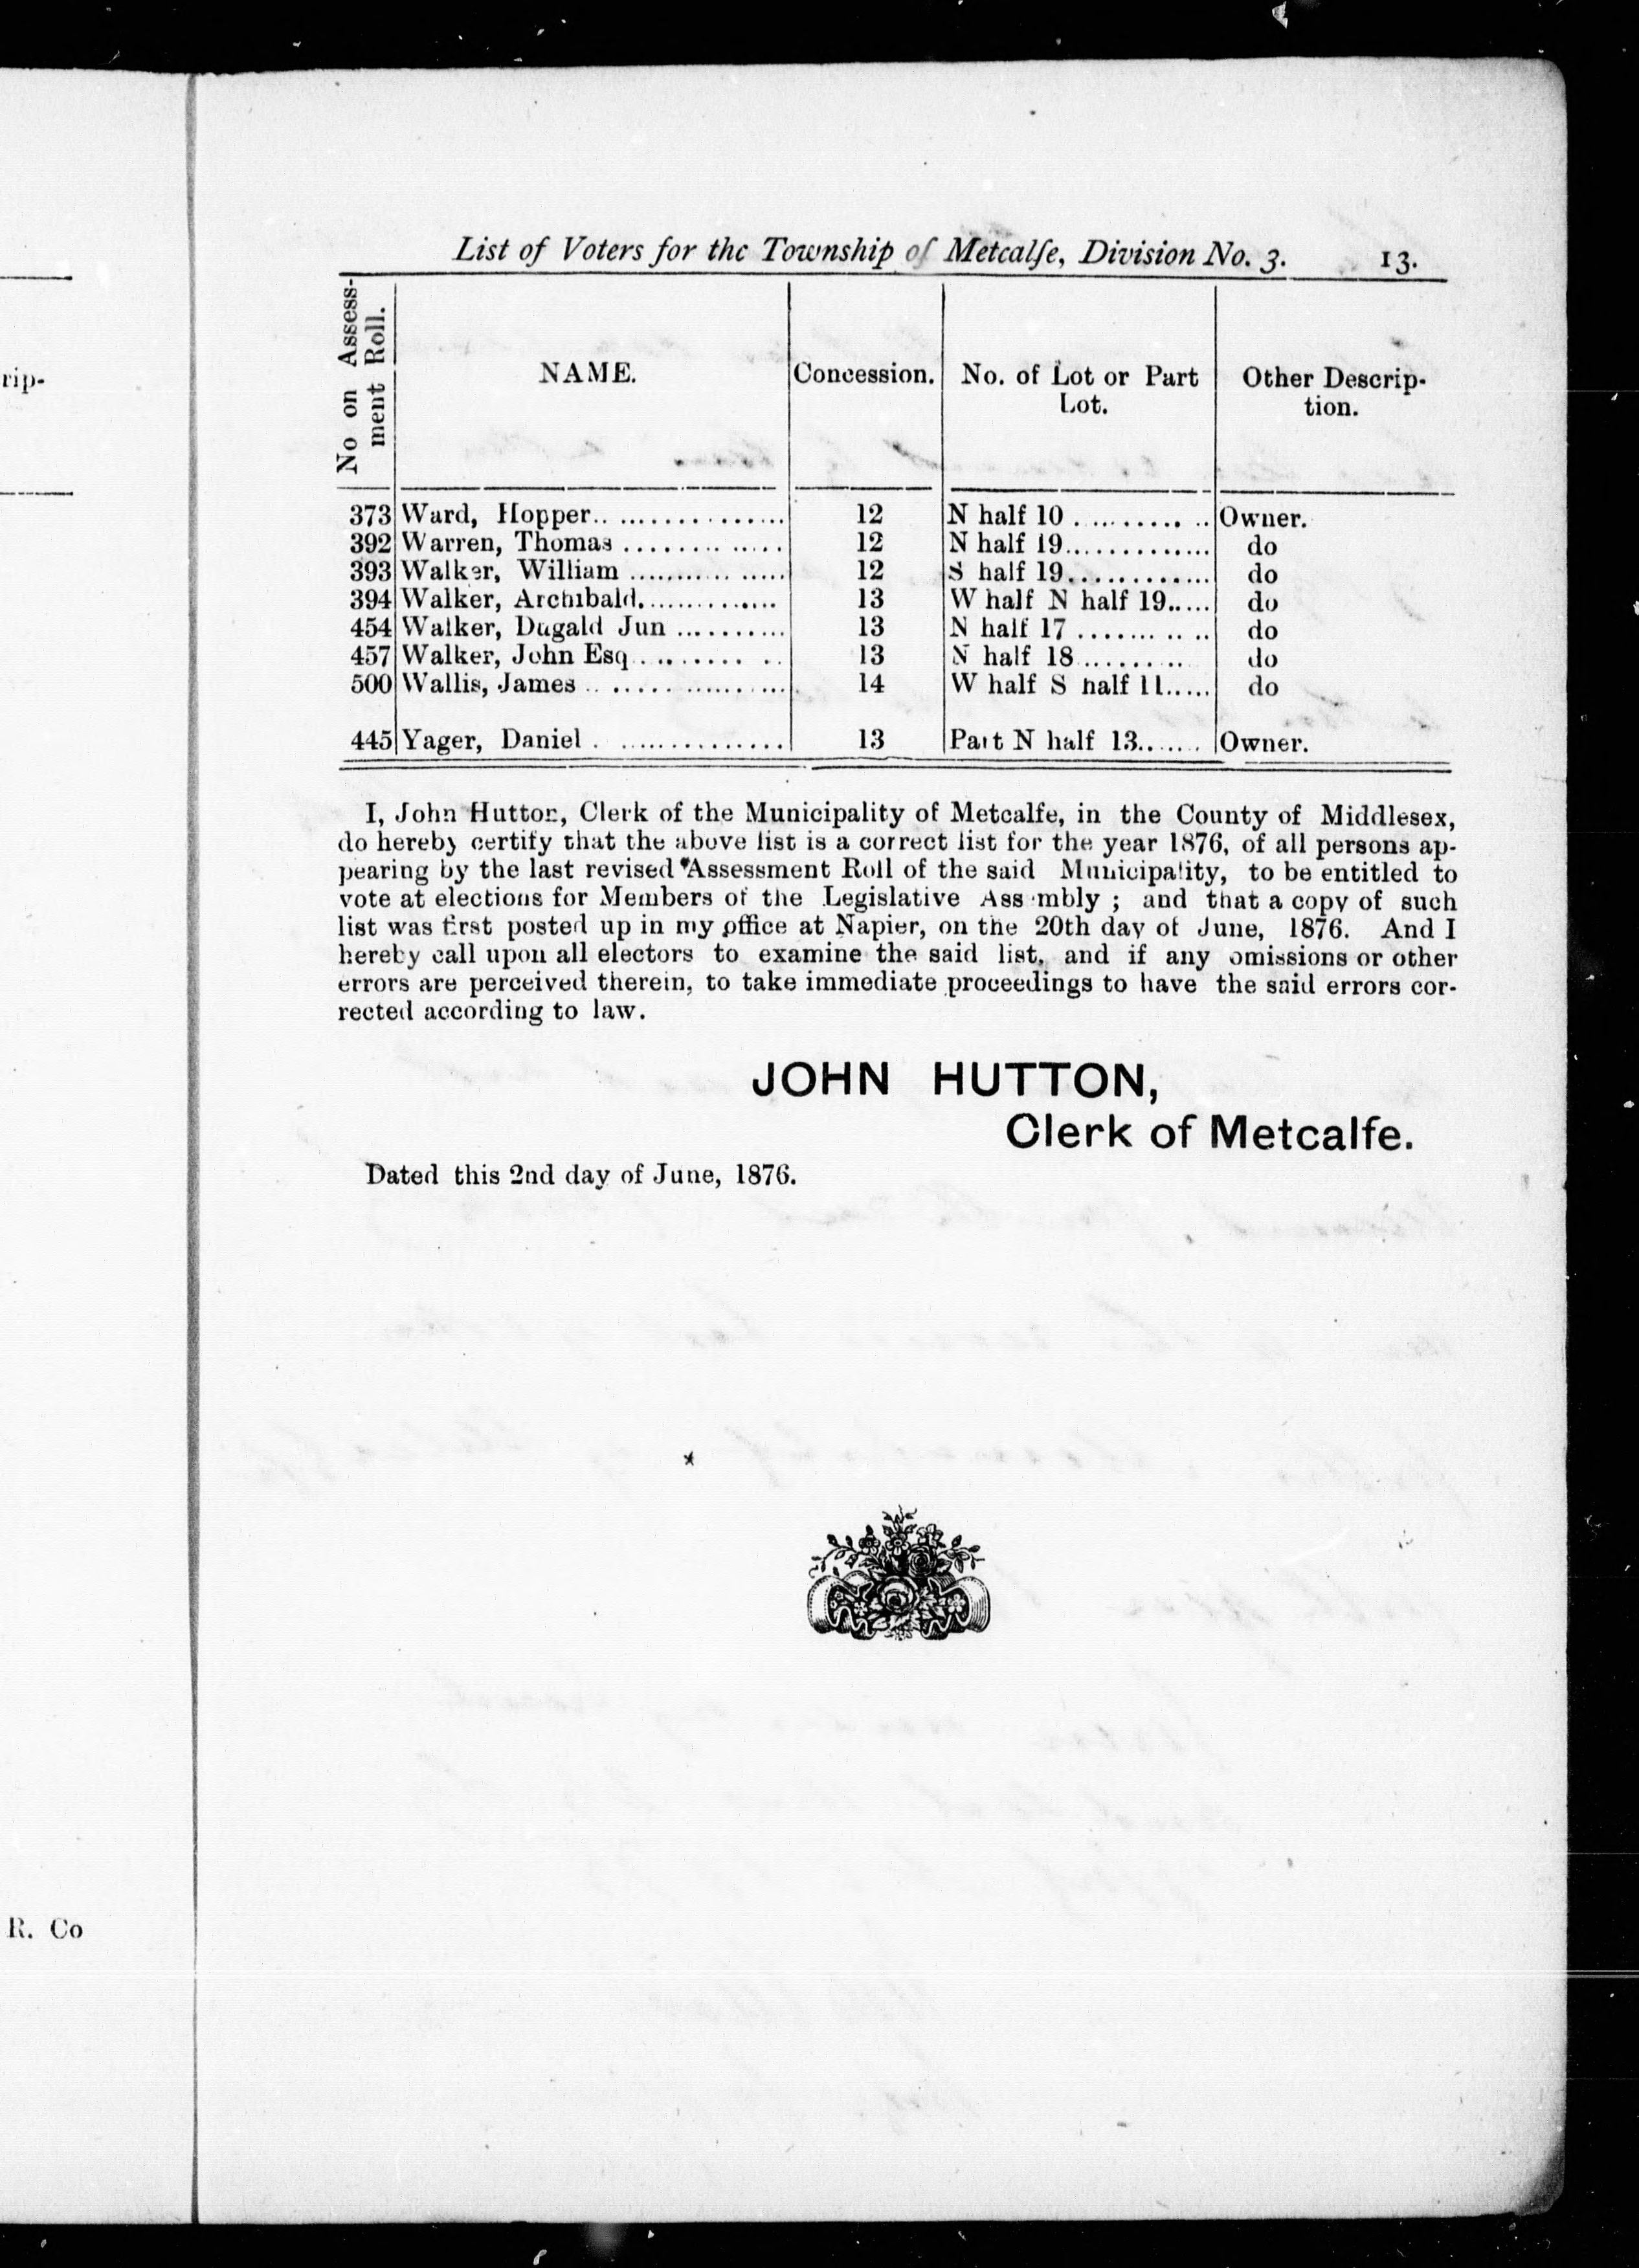 List of Voters for the Township of Metcalfe, Division No. 3. 13.
No on Assess-
ment Roll.
NAME.
Concession.
No. of Lot or Part
Lot.
Other Descrip-
tion.
373 Ward, Hopper 12 N half 10 Owner.
392 Warren, Thomas 12 N half 19 do
393 Walker, William 12 S half 19 do
394 Walker, Archibald 13 W half N half 19 do
454 Walker, Dugald Jun 13 N half 17 do
457 Walker, John Esq 13 N half 18 do
500 Wallis, James 14 W half S half 11 do
445 Yager, Daniel 13 Part N half 13 Owner.
I, John Hutton, Clerk of the Municipality of Metcalfe, in the County of Middlesex,
do hereby certify that the above list is a correct list for the year 1876, of all persons ap-
pearing by the last revised Assessment Roll of the said Municipality, to be entitled to
vote at elections for Members of the Legislative Assembly ; and that a copy of such
list was first posted up in my office at Napier, on the 20th day of June, 1876. And I
hereby call upon all electors to examine the said list, and if any omissions or other
errors are perceived therein, to take immediate proceedings to have the said errors cor-
rected according to law.
JOHN HUTTON,
Clerk of Metcalfe.
Dated this 2nd day of June, 1876.
rip-
R. Co